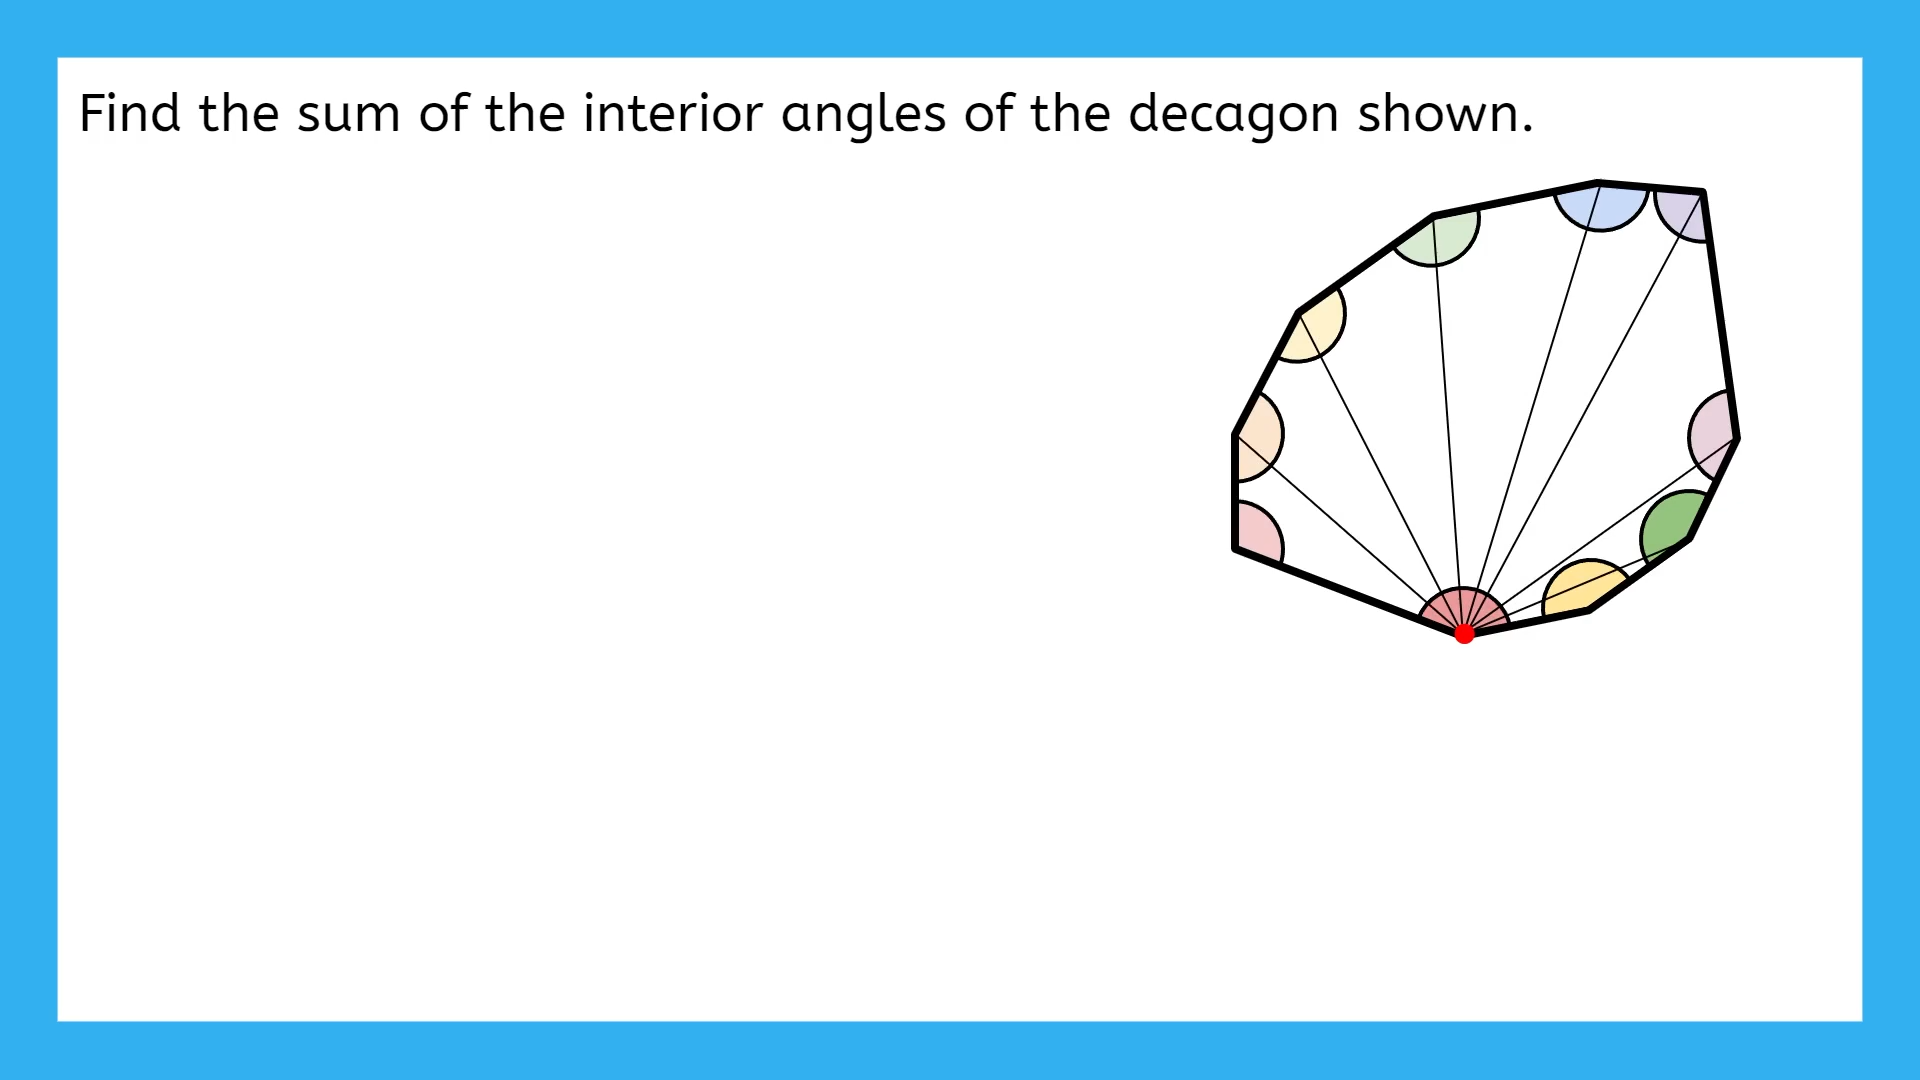 Find the sum of the interior angles of the decagon shown.